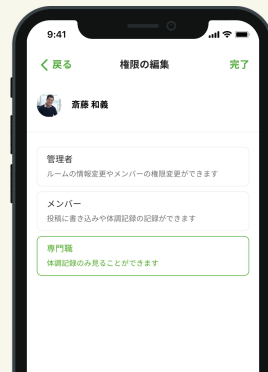 9:41
戻る 権限の編集 完了
斎藤 和義
管理者
ルームの情報変更やメンバーの権限変更ができます
メンバー
投稿に書き込みや体調記録の記録ができます
専門職
体調記録のみ見ることができます